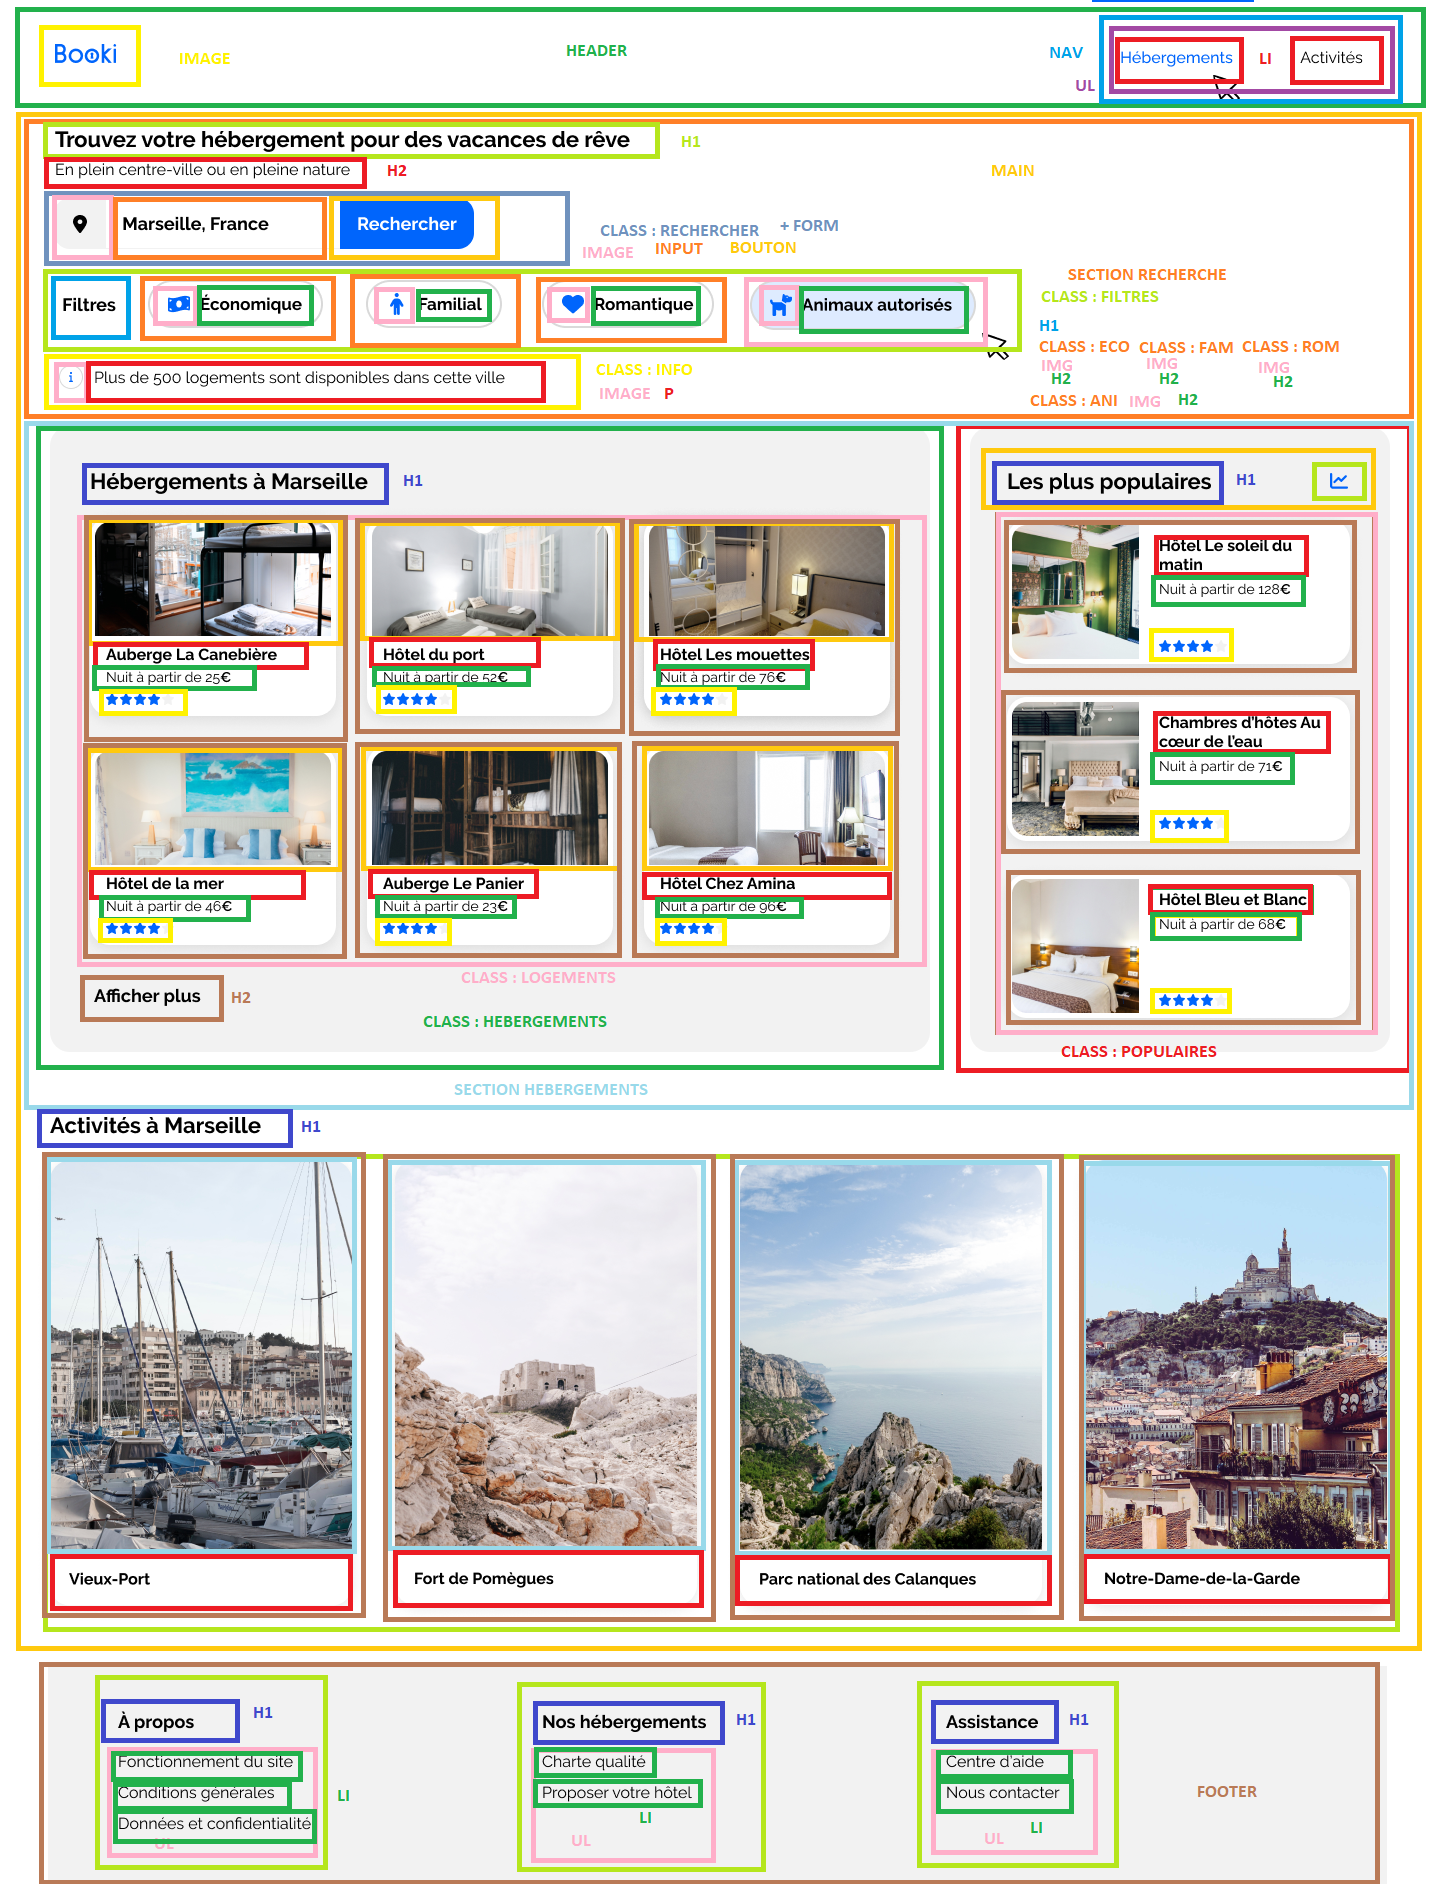 Booki
IMAGE
HEADER
NAV
UL
Hébergements
LI
Activités
Trouvez votre hébergement pour des vacances de rêve
H1
En plein centre-ville ou en pleine nature
H2
MAIN
Marseille, France
Rechercher
CLASS : RECHERCHER
+ FORM
IMAGE
INPUT
BOUTON
Filtres
Économique
Familial
Romantique
Animaux autorisés
SECTION RECHERCHE
CLASS : FILTRES
H1
CLASS : ECO
CLASS : FAM
CLASS : ROM
IMG
IMG
IMG
H2
H2
H2
CLASS : ANI
IMG
H2
Plus de 500 logements sont disponibles dans cette ville
CLASS : INFO
IMAGE
P
Hébergements à Marseille
H1
Auberge La Canebière
Nuit à partir de 25€
Hôtel du port
Nuit à partir de 52€
Hôtel Les mouettes
Nuit à partir de 76€
Hôtel de la mer
Nuit à partir de 46€
Auberge Le Panier
Nuit à partir de 23€
Hôtel Chez Amina
Nuit à partir de 96€
CLASS : LOGEMENTS
Afficher plus
H2
CLASS : HEBERGEMENTS
Les plus populaires
H1
Hôtel Le soleil du
matin
Nuit à partir de 128€
Chambres d'hôtes Au
cœur de l'eau
Nuit à partir de 71€
Hôtel Bleu et Blanc
Nuit à partir de 68€
CLASS : POPULAIRES
SECTION HEBERGEMENTS
Activités à Marseille
H1
Vieux-Port
Fort de Pomègues
Parc national des Calanques
Notre-Dame-de-la-Garde
À propos
H1
Fonctionnement du site
Conditions générales
Données et confidentialité
LI
UL
Nos hébergements
H1
Charte qualité
Proposer votre hôtel
LI
UL
Assistance
H1
Centre d'aide
Nous contacter
LI
UL
FOOTER